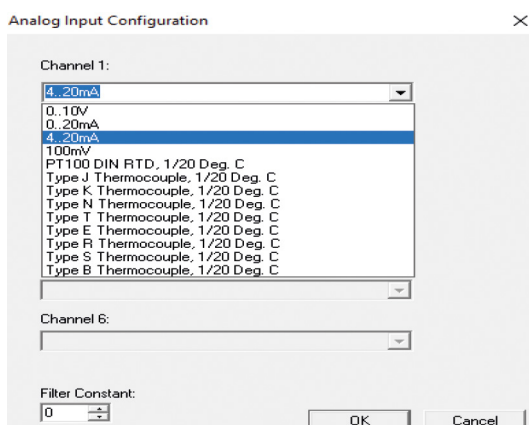 Analog Input Configuration
Channel 1:
4..20mA
0..10V
0..20mA
4..20mA
100mV
PT100 DIN RTD, 1/20 Deg. C
Type J Thermocouple, 1/20 Deg. C
Type K Thermocouple, 1/20 Deg. C
Type N Thermocouple, 1/20 Deg. C
Type T Thermocouple, 1/20 Deg. C
Type E Thermocouple, 1/20 Deg. C
Type R Thermocouple, 1/20 Deg. C
Type S Thermocouple, 1/20 Deg. C
Type B Thermocouple, 1/20 Deg. C
Channel 6:
Filter Constant:
0
OK
Cancel